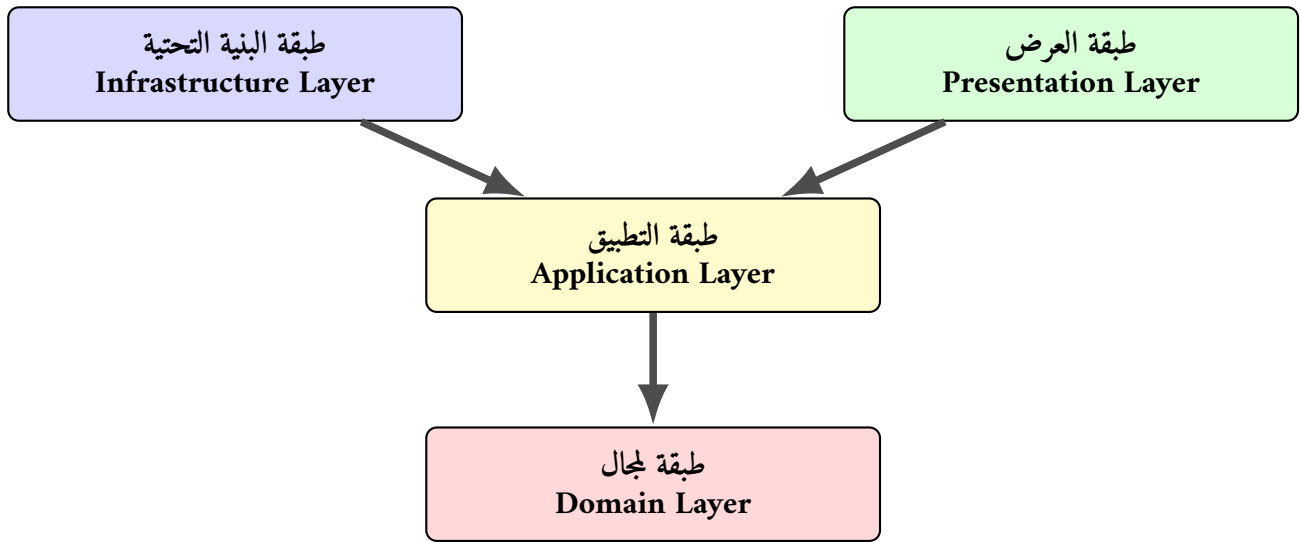 طبقة البنية التحتية
Infrastructure Layer
طبقة العرض
Presentation Layer
طبقة التطبيق
Application Layer
طبقة لمجال
Domain Layer